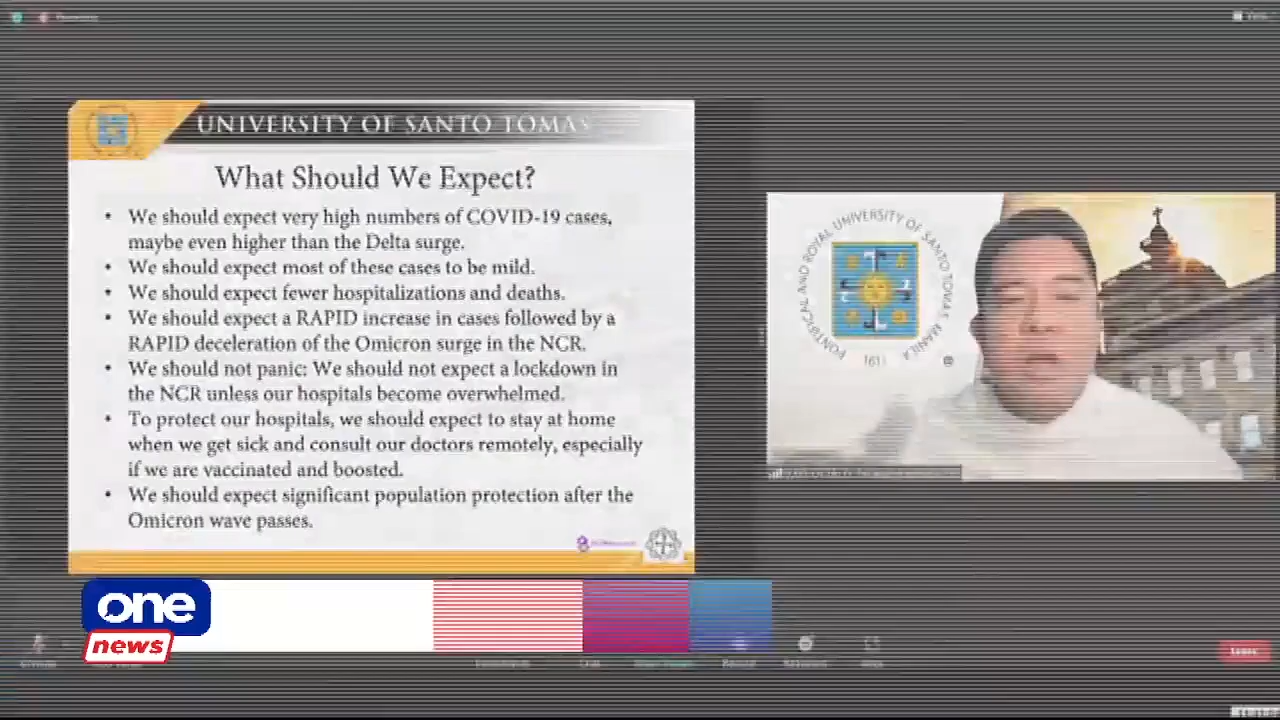 UNIVERSITY OF SANTO TOMAS
What Should We Expect?
• We should expect very high numbers of COVID-19 cases,
maybe even higher than the Delta surge.
• We should expect most of these cases to be mild.
• We should expect fewer hospitalizations and deaths.
• We should expect a RAPID increase in cases followed by a
RAPID deceleration of the Omicron surge in the NCR.
• We should not panic: We should not expect a lockdown in
the NCR unless our hospitals become overwhelmed.
• To protect our hospitals, we should expect to stay at home
when we get sick and consult our doctors remotely, especially
if we are vaccinated and boosted.
• We should expect significant population protection after the
Omicron wave passes.
PONTIFICAL AND ROYAL UNIVERSITY OF SANTO TOMAS MANILA
1611
one
news
Leave